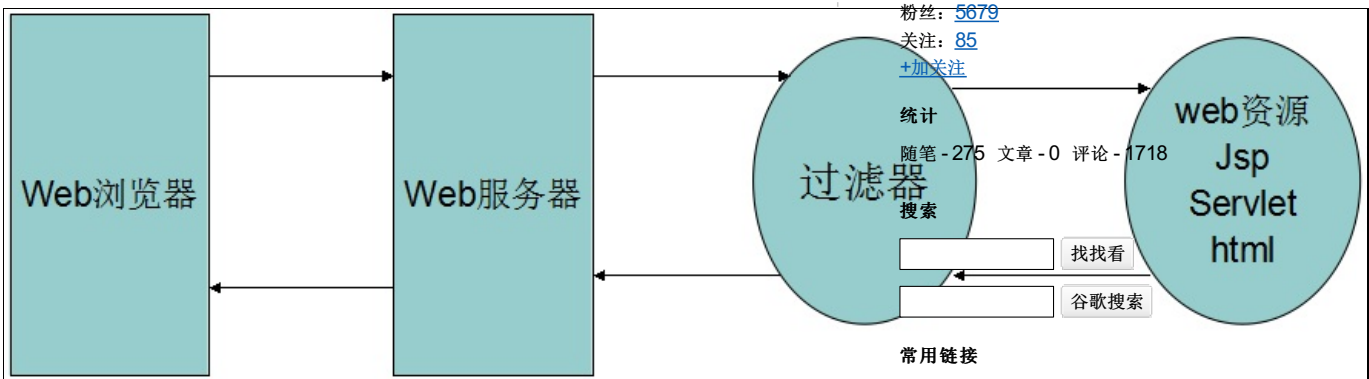 粉丝：5679
关注：85
+加关注
统计
随笔 - 275 文章 - 0 评论 - 1718
搜索
找找看
谷歌搜索
常用链接
Web浏览器
Web服务器
过滤器
web资源
Jsp
Servlet
html